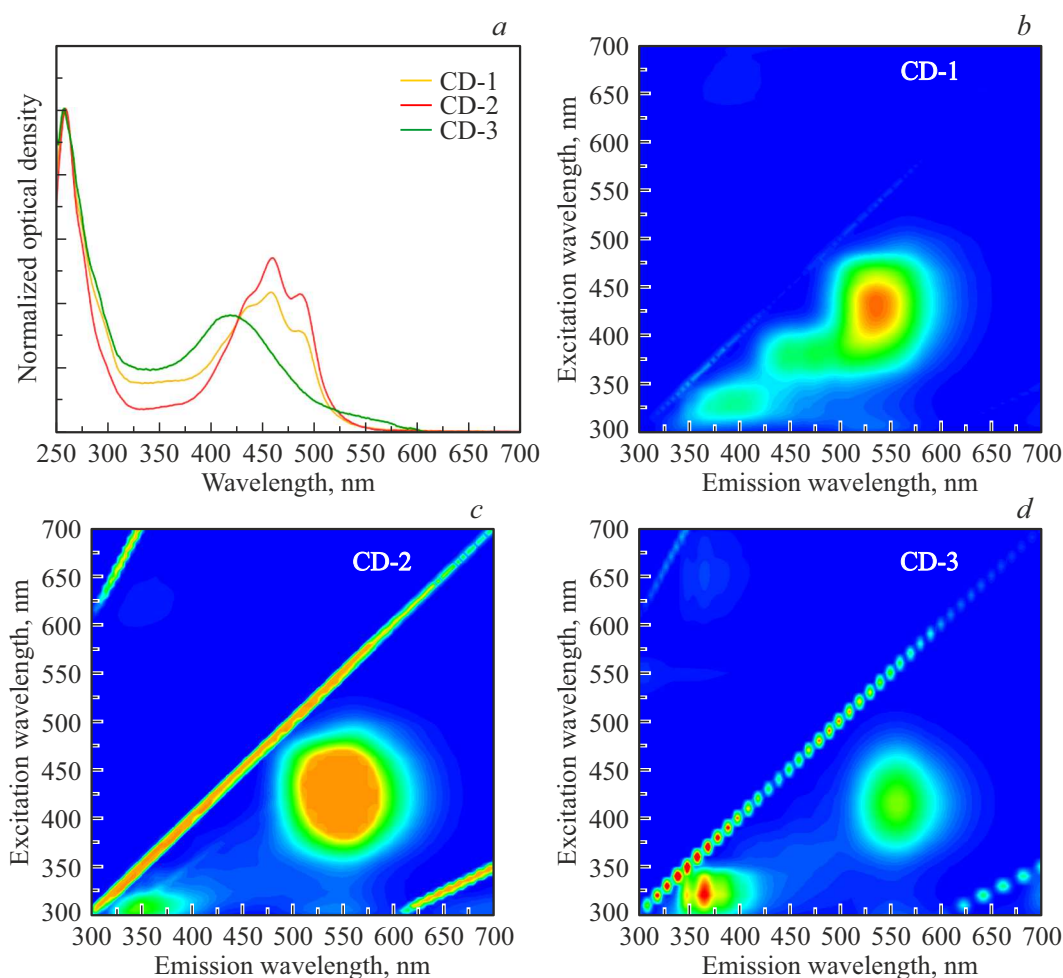 a
CD-1
CD-2
CD-3
Normalized optical density
250 300 350 400 450 500 550 600 650 700
Wavelength, nm
b
CD-1
700
650
600
550
500
450
400
350
300
Excitation wavelength, nm
300 350 400 450 500 550 600 650 700
Emission wavelength, nm
c
CD-2
700
650
600
550
500
450
400
350
300
Excitation wavelength, nm
300 350 400 450 500 550 600 650 700
Emission wavelength, nm
d
CD-3
700
650
600
550
500
450
400
350
300
Excitation wavelength, nm
300 350 400 450 500 550 600 650 700
Emission wavelength, nm